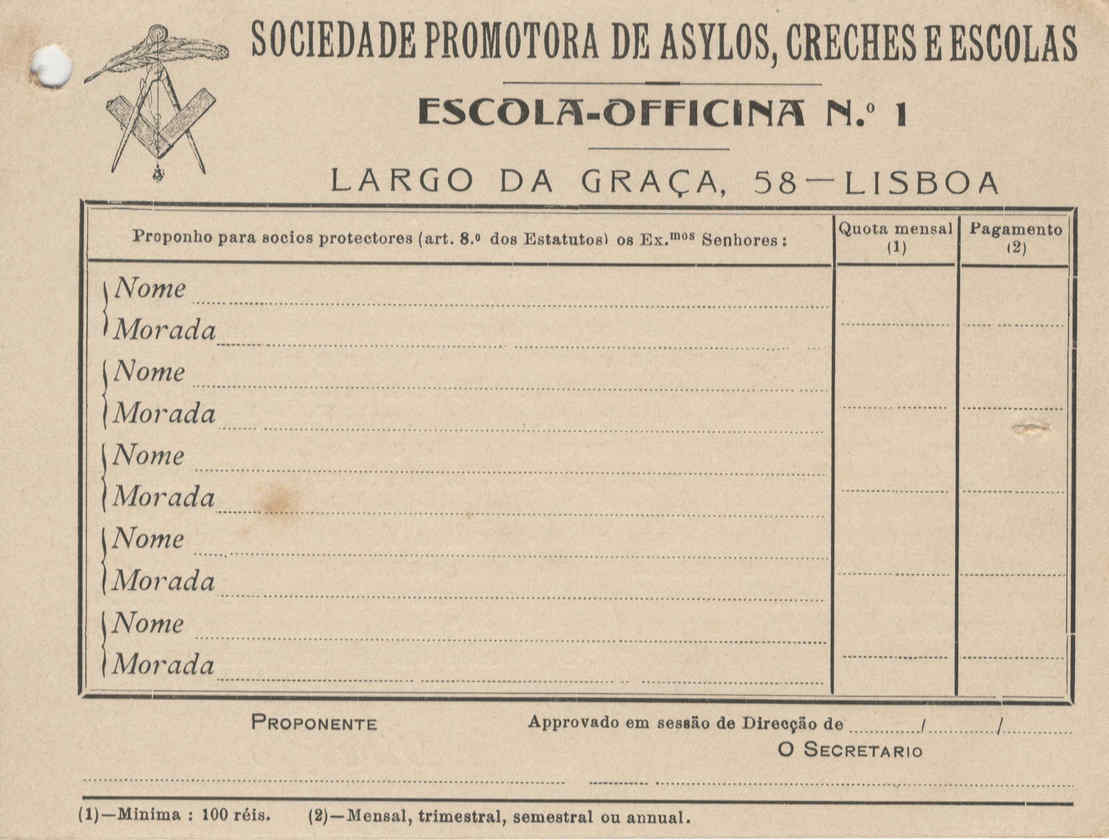 SOCIEDADE PROMOTORA DE ASYLOS, CRECHES E ESCOLAS
ESCOLA-OFFICINA N.º 1
LARGO DA GRAÇA, 58—LISBOA
Proponho para socios protectores (art. 8.º dos Estatutos) os Ex.mos Senhores:
Quota mensal
(1)
Pagamento
(2)
Nome
Morada
Nome
Morada
Nome
Morada
Nome
Morada
Nome
Morada
PROPONENTE
Approvado em sessão de Direcção de ........../........../..........
O SECRETARIO
(1)—Minima : 100 réis. (2)—Mensal, trimestral, semestral ou annual.